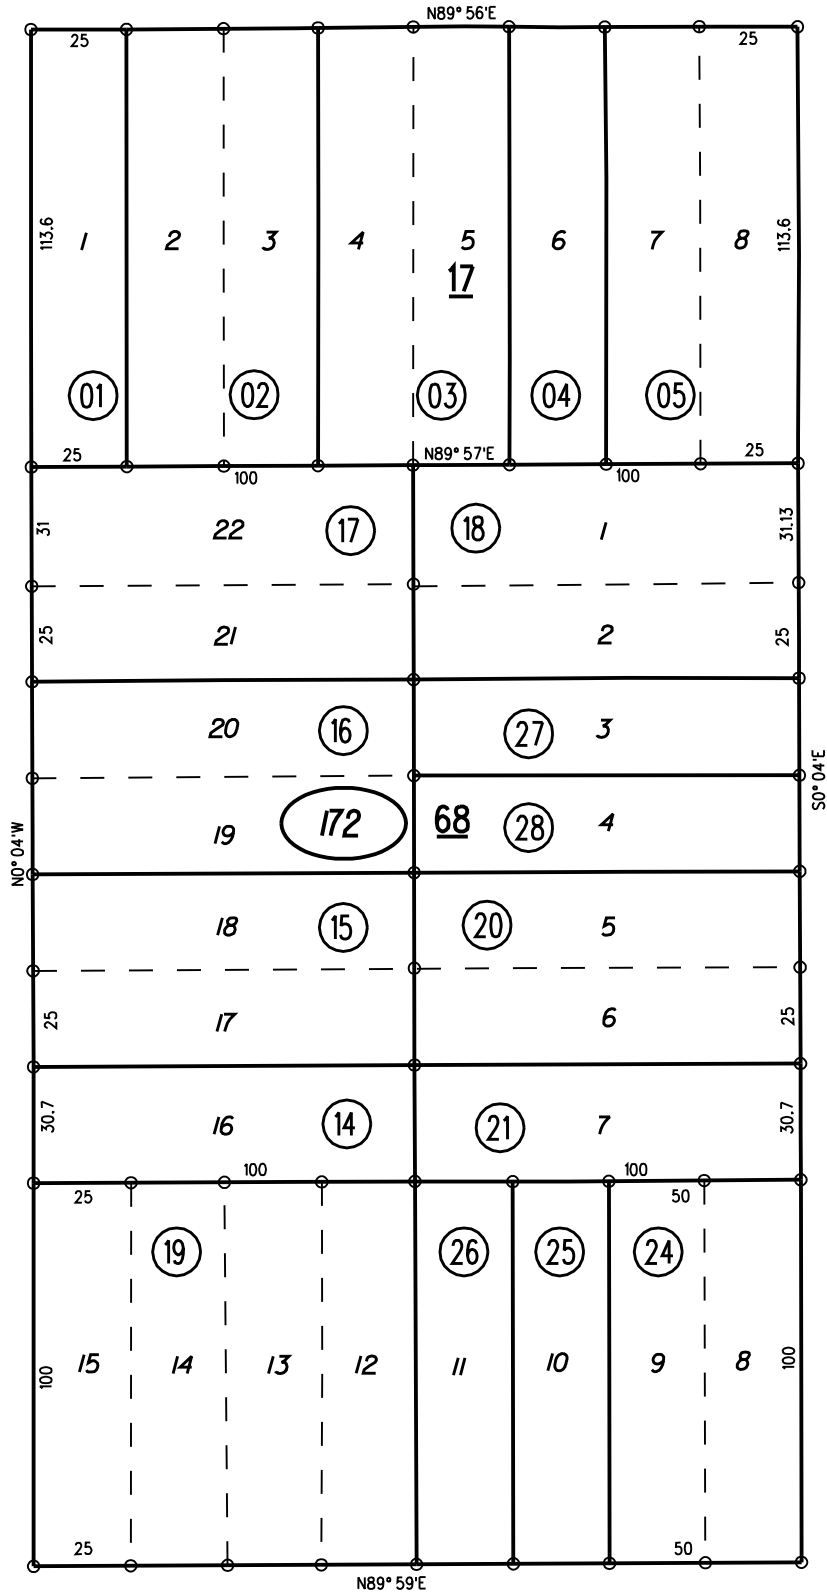 N89° 56'E
25 25
113.6 1 2 3 4 5 6 7 8 113.6
17
01 02 03 04 05
25 N89° 57'E 25
100 100
31 22 17 18 1 31.13
25 21 2 25
20 16 27 3
S0° 04'E
19 172 68 28 4
N0° 04'W
18 15 20 5
25 17 6 25
30.7 16 14 21 7 30.7
100 100
25 50
19 26 25 24
100 15 14 13 12 11 10 9 8 100
25 50
N89° 59'E